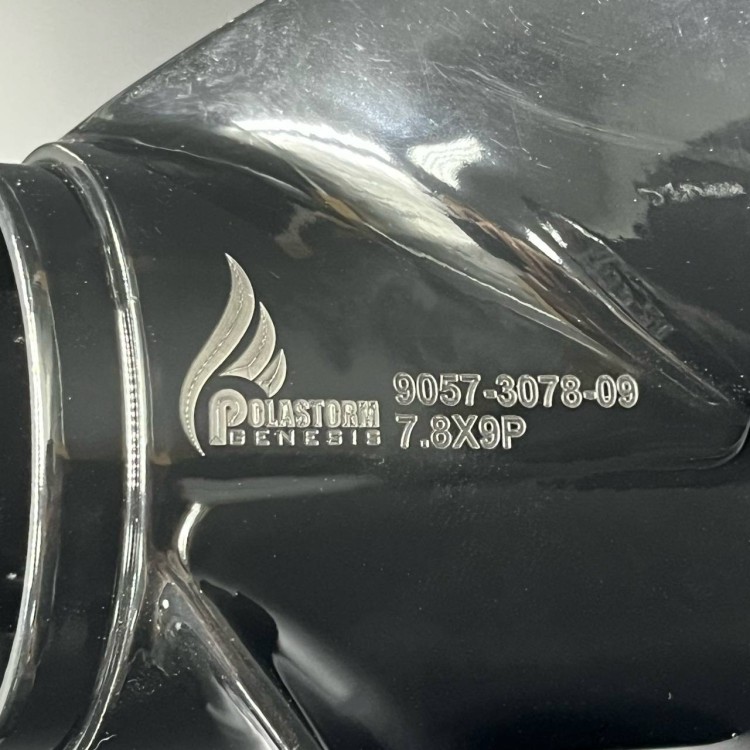 POLASTORM
GENESIS
9057-3078-09
7.8X9P